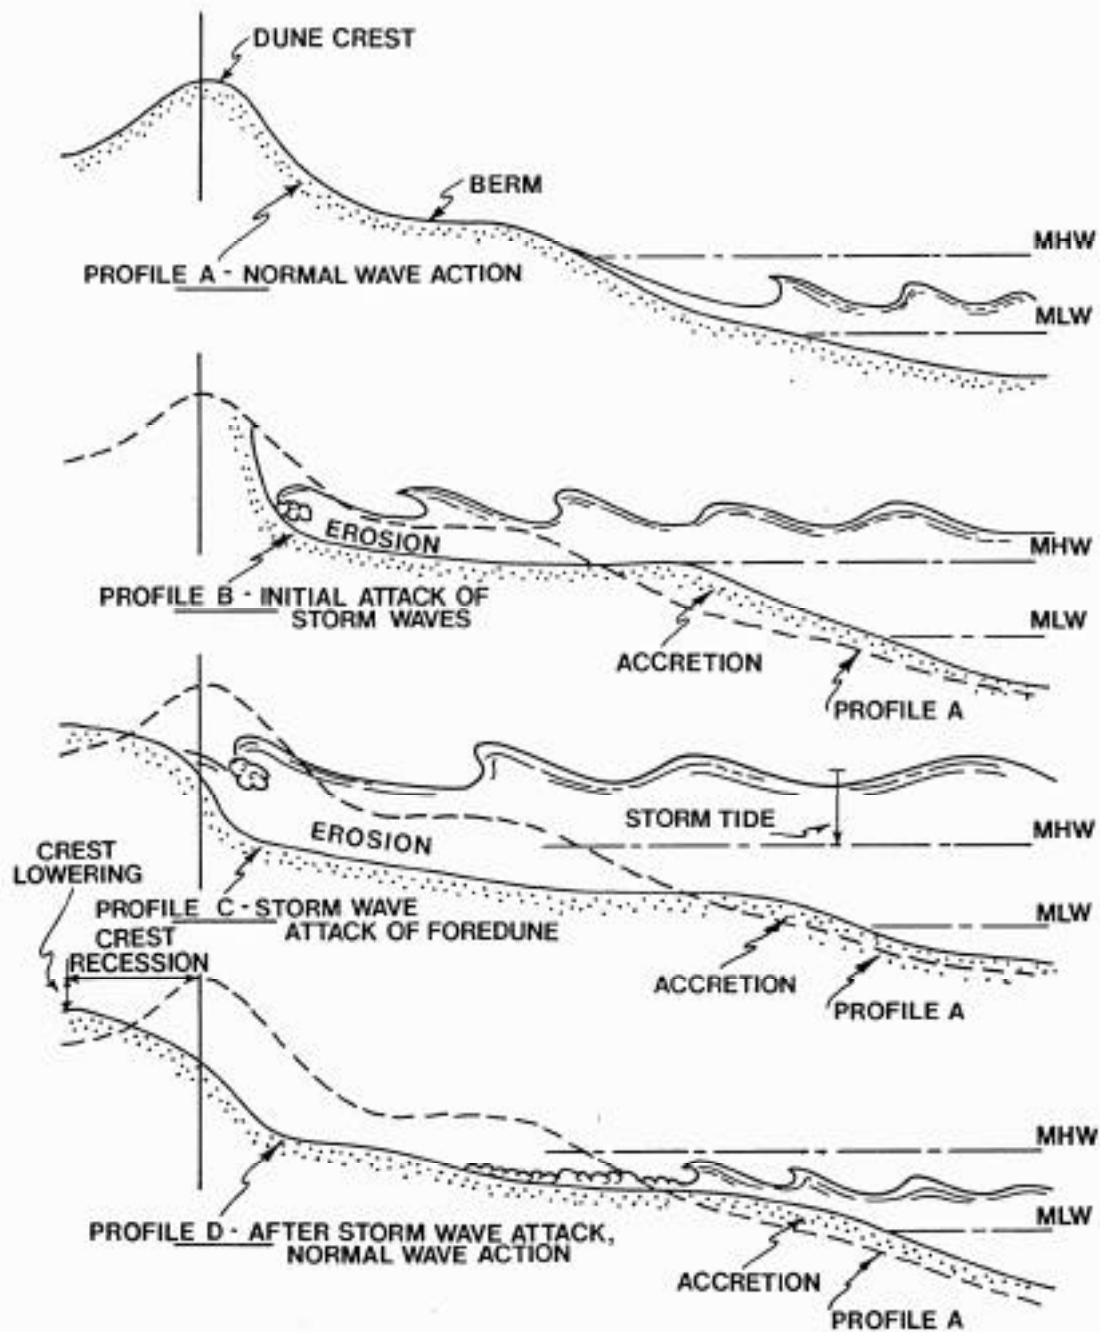 DUNE CREST
BERM
MHW
PROFILE A - NORMAL WAVE ACTION
MLW
EROSION
MHW
PROFILE B - INITIAL ATTACK OF
STORM WAVES
MLW
ACCRETION
PROFILE A
STORM TIDE
EROSION
MHW
CREST
LOWERING
PROFILE C - STORM WAVE
ATTACK OF FOREDUNE
MLW
CREST
RECESSION
ACCRETION
PROFILE A
MHW
MLW
PROFILE D - AFTER STORM WAVE ATTACK,
NORMAL WAVE ACTION
ACCRETION
PROFILE A